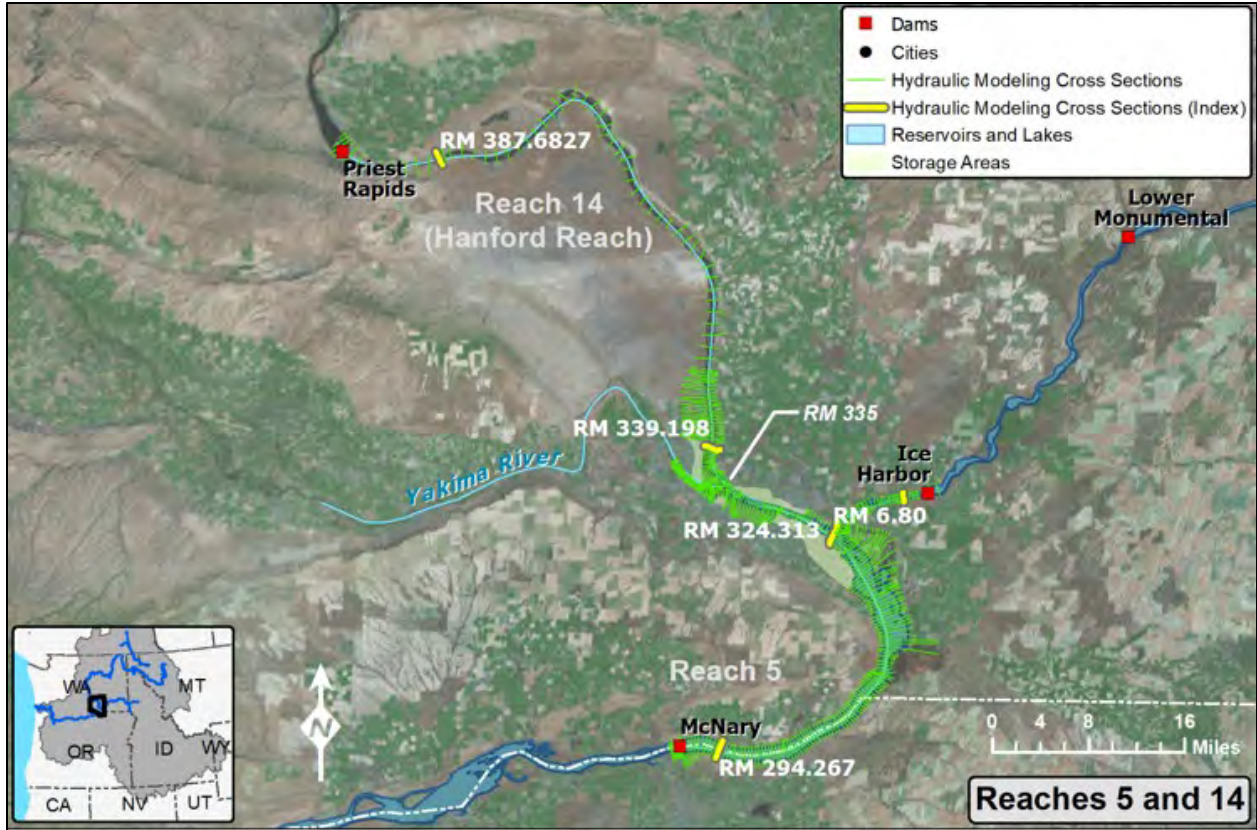 Dams
Cities
Hydraulic Modeling Cross Sections
Hydraulic Modeling Cross Sections (Index)
Reservoirs and Lakes
Storage Areas
RM 387.6827
Priest
Rapids
Reach 14
(Hanford Reach)
Lower
Monumental
RM 339.198
RM 335
Ice
Harbor
Yakima River
RM 324.313
RM 6.80
Reach 5
McNary
RM 294.267
N
0 4 8 16
Miles
WA
MT
OR
ID
WY
CA
NV
UT
Reaches 5 and 14